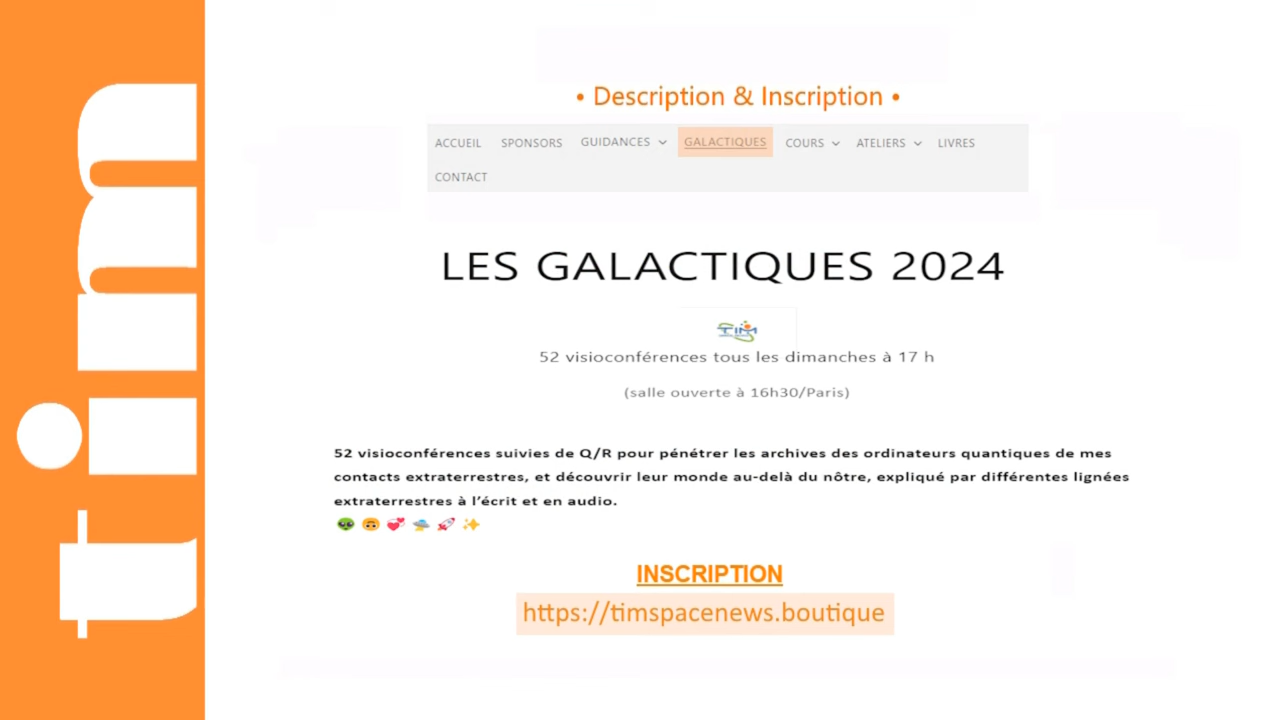 tim
• Description & Inscription •
ACCUEIL SPONSORS GUIDANCES GALACTIQUES COURS ATELIERS LIVRES
CONTACT
LES GALACTIQUES 2024
TIM
52 visioconférences tous les dimanches à 17 h
(salle ouverte à 16h30/Paris)
52 visioconférences suivies de Q/R pour pénétrer les archives des ordinateurs quantiques de mes
contacts extraterrestres, et découvrir leur monde au-delà du nôtre, expliqué par différentes lignées
extraterrestres à l'écrit et en audio.
👽 🙃 💞 🛸 🚀 ✨
INSCRIPTION
https://timspacenews.boutique